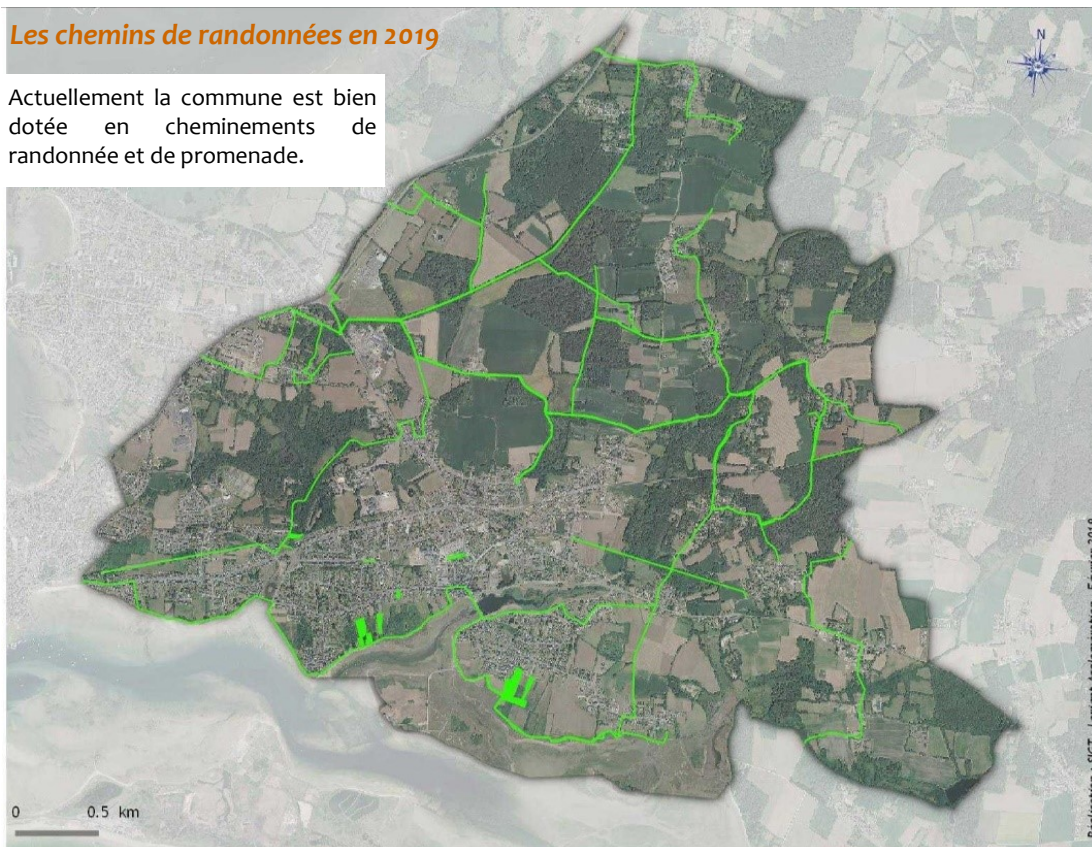 Les chemins de randonnées en 2019
Actuellement la commune est bien
dotée en cheminements de
randonnée et de promenade.
N
0 0.5 km